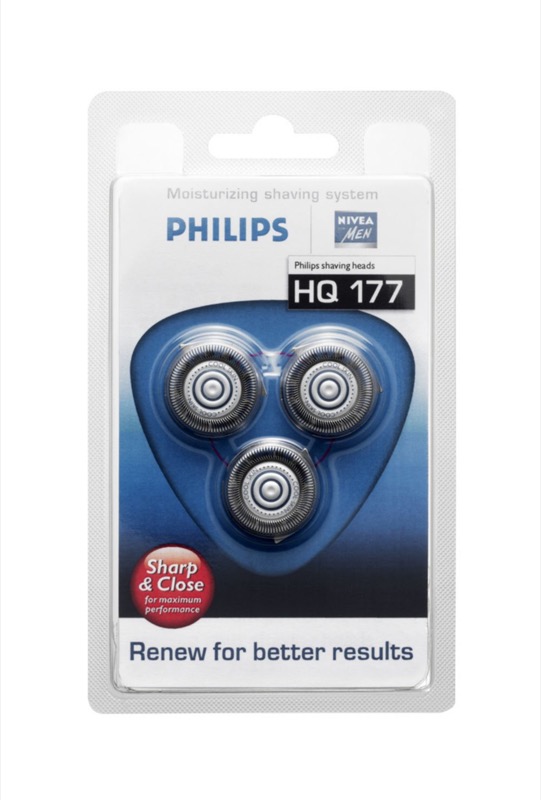 Moisturizing shaving system
PHILIPS
NIVEA
MEN
Philips shaving heads
HQ 177
Sharp
& Close
for maximum
performance
Renew for better results